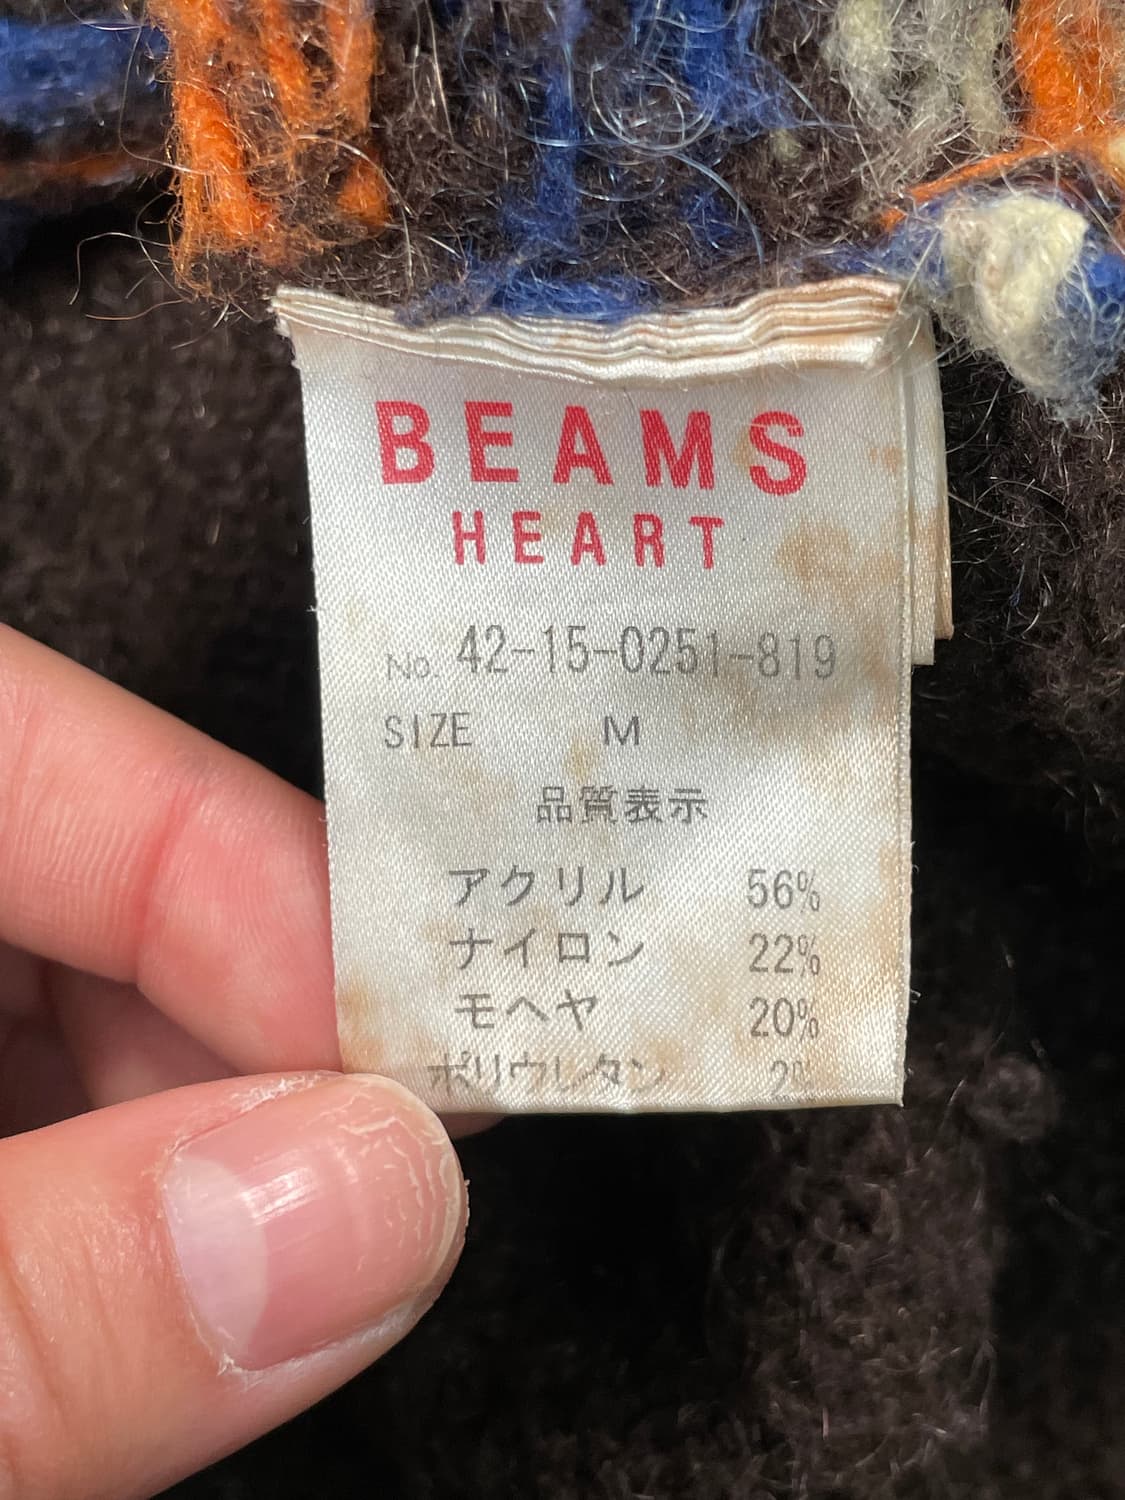 BEAMS
HEART
No. 42-15-0251-819
SIZE M
品質表示
アクリル 56%
ナイロン 22%
モヘヤ 20%
ポリウレタン 2%